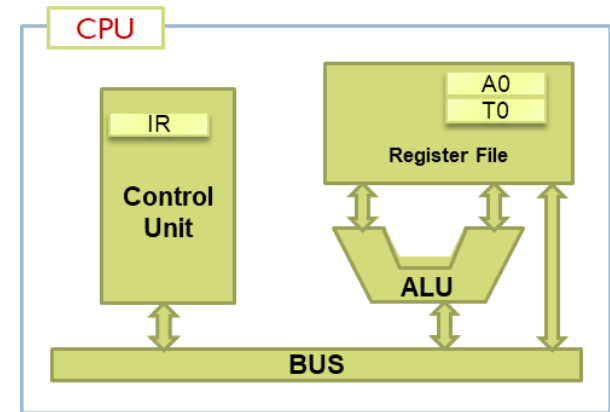 CPU
IR
Control
Unit
A0
T0
Register File
ALU
BUS